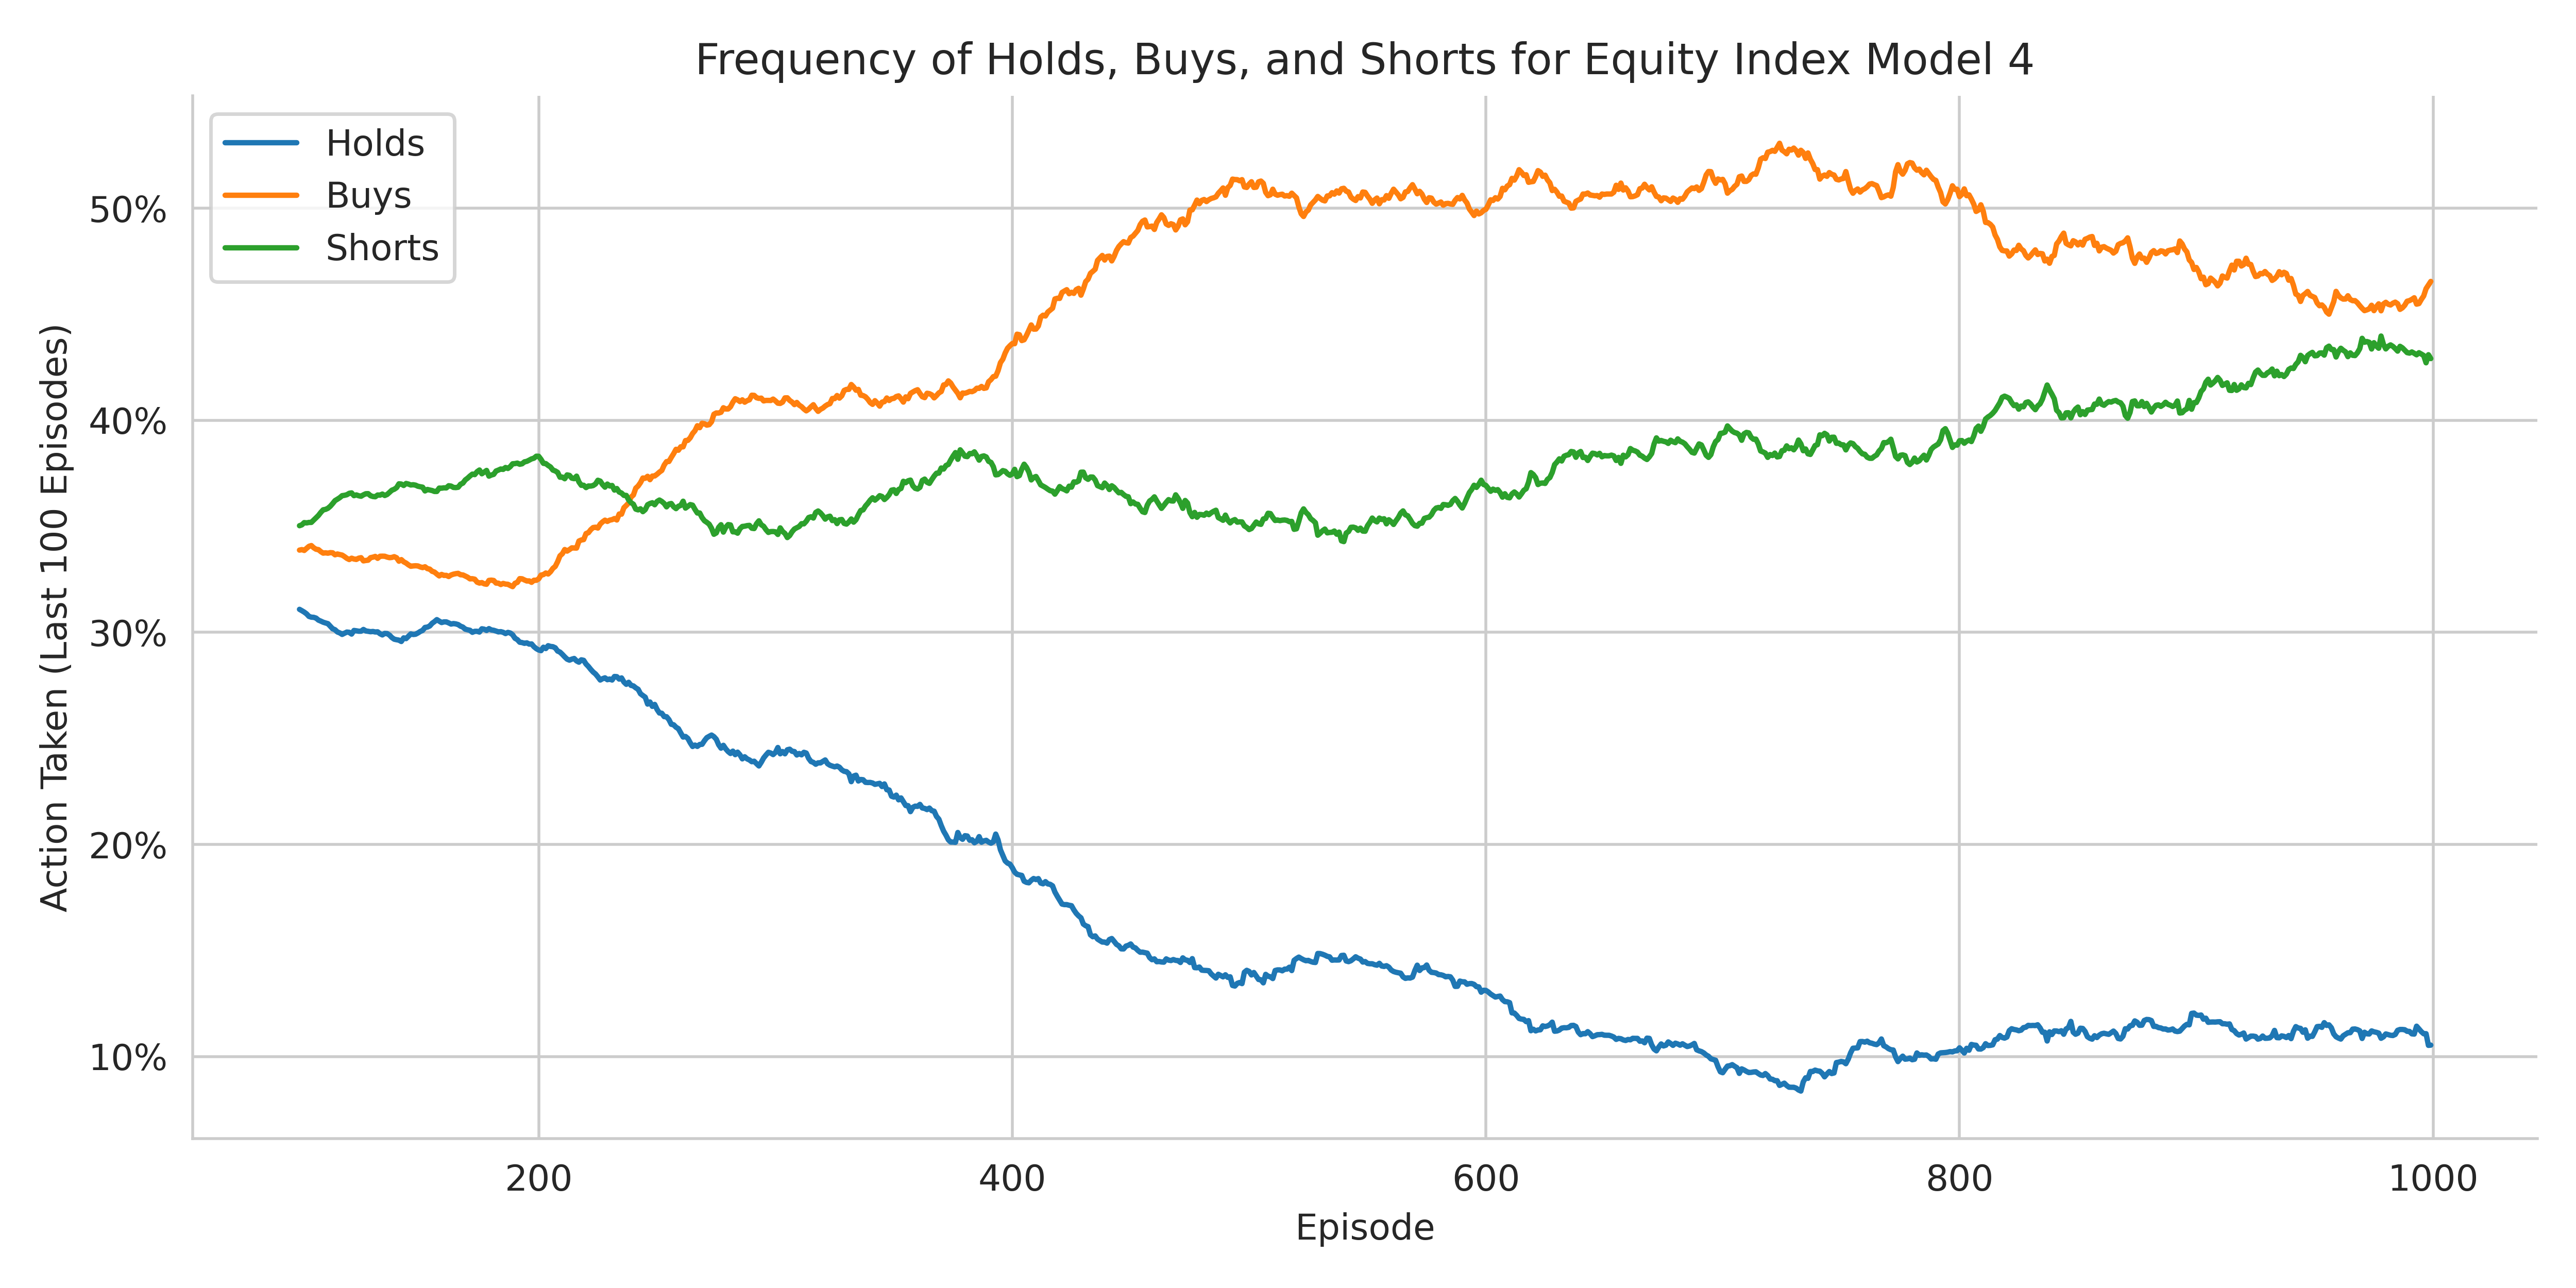 Frequency of Holds, Buys, and Shorts for Equity Index Model 4
Holds
Buys
Shorts
Action Taken (Last 100 Episodes)
50%
40%
30%
20%
10%
200
400
600
800
1000
Episode